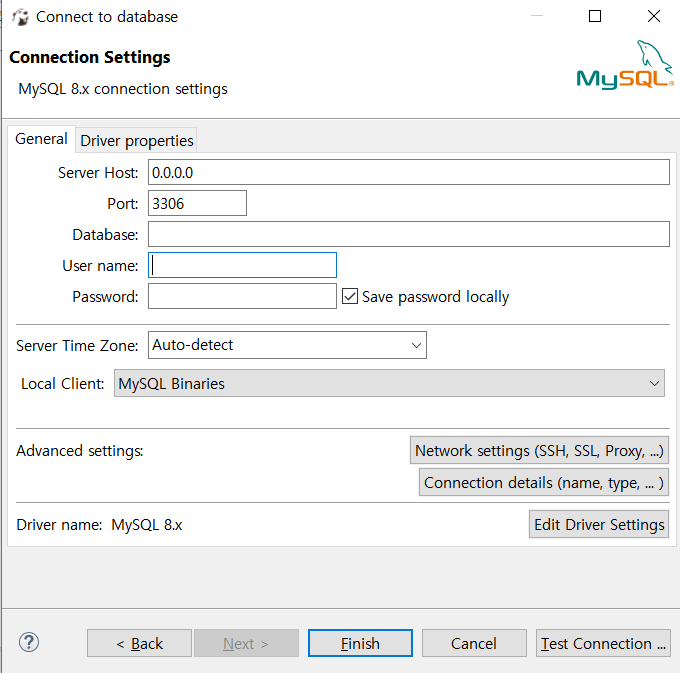 Connect to database
Connection Settings
MySQL 8.x connection settings
MySQL®
General Driver properties
Server Host: 0.0.0.0
Port: 3306
Database:
User name:
Password: Save password locally
Server Time Zone: Auto-detect
Local Client: MySQL Binaries
Advanced settings: Network settings (SSH, SSL, Proxy, ...)
Connection details (name, type, ... )
Driver name: MySQL 8.x Edit Driver Settings
? < Back Next > Finish Cancel Test Connection ...